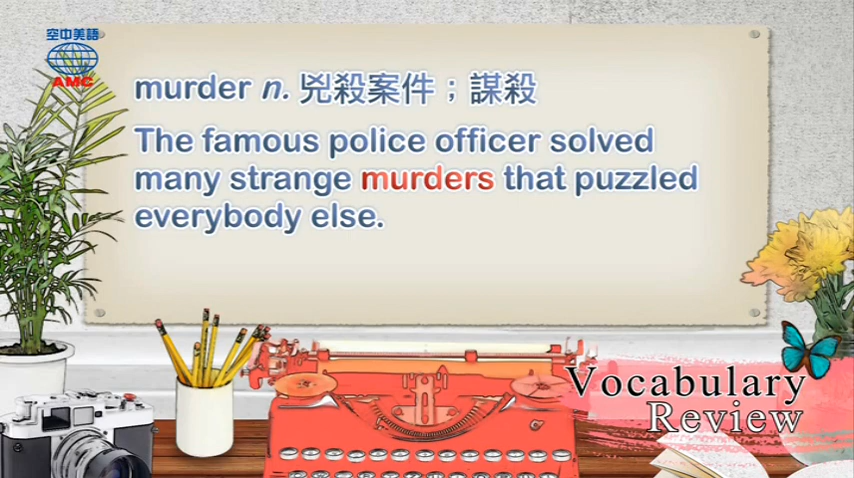 空中美語
AMC
murder n. 兇殺案件；謀殺
The famous police officer solved
many strange murders that puzzled
everybody else.
Vocabulary
Review